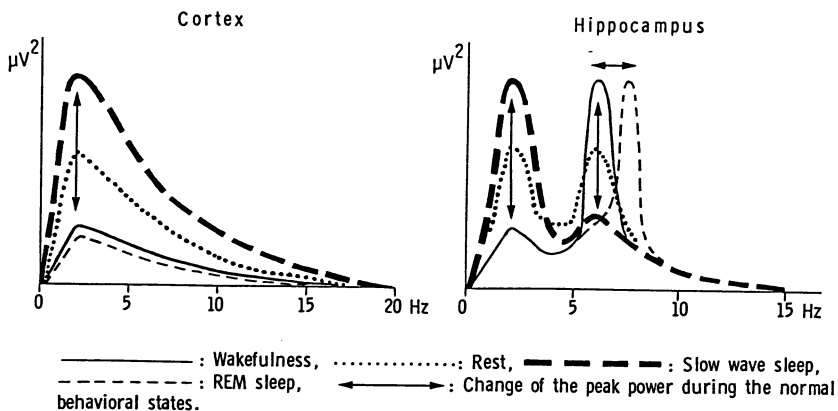 Cortex
Hippocampus
μV²
μV²
0 5 10 15 20 Hz
0 5 10 15 Hz
: Wakefulness, : Rest, : Slow wave sleep,
: REM sleep, : Change of the peak power during the normal
behavioral states.